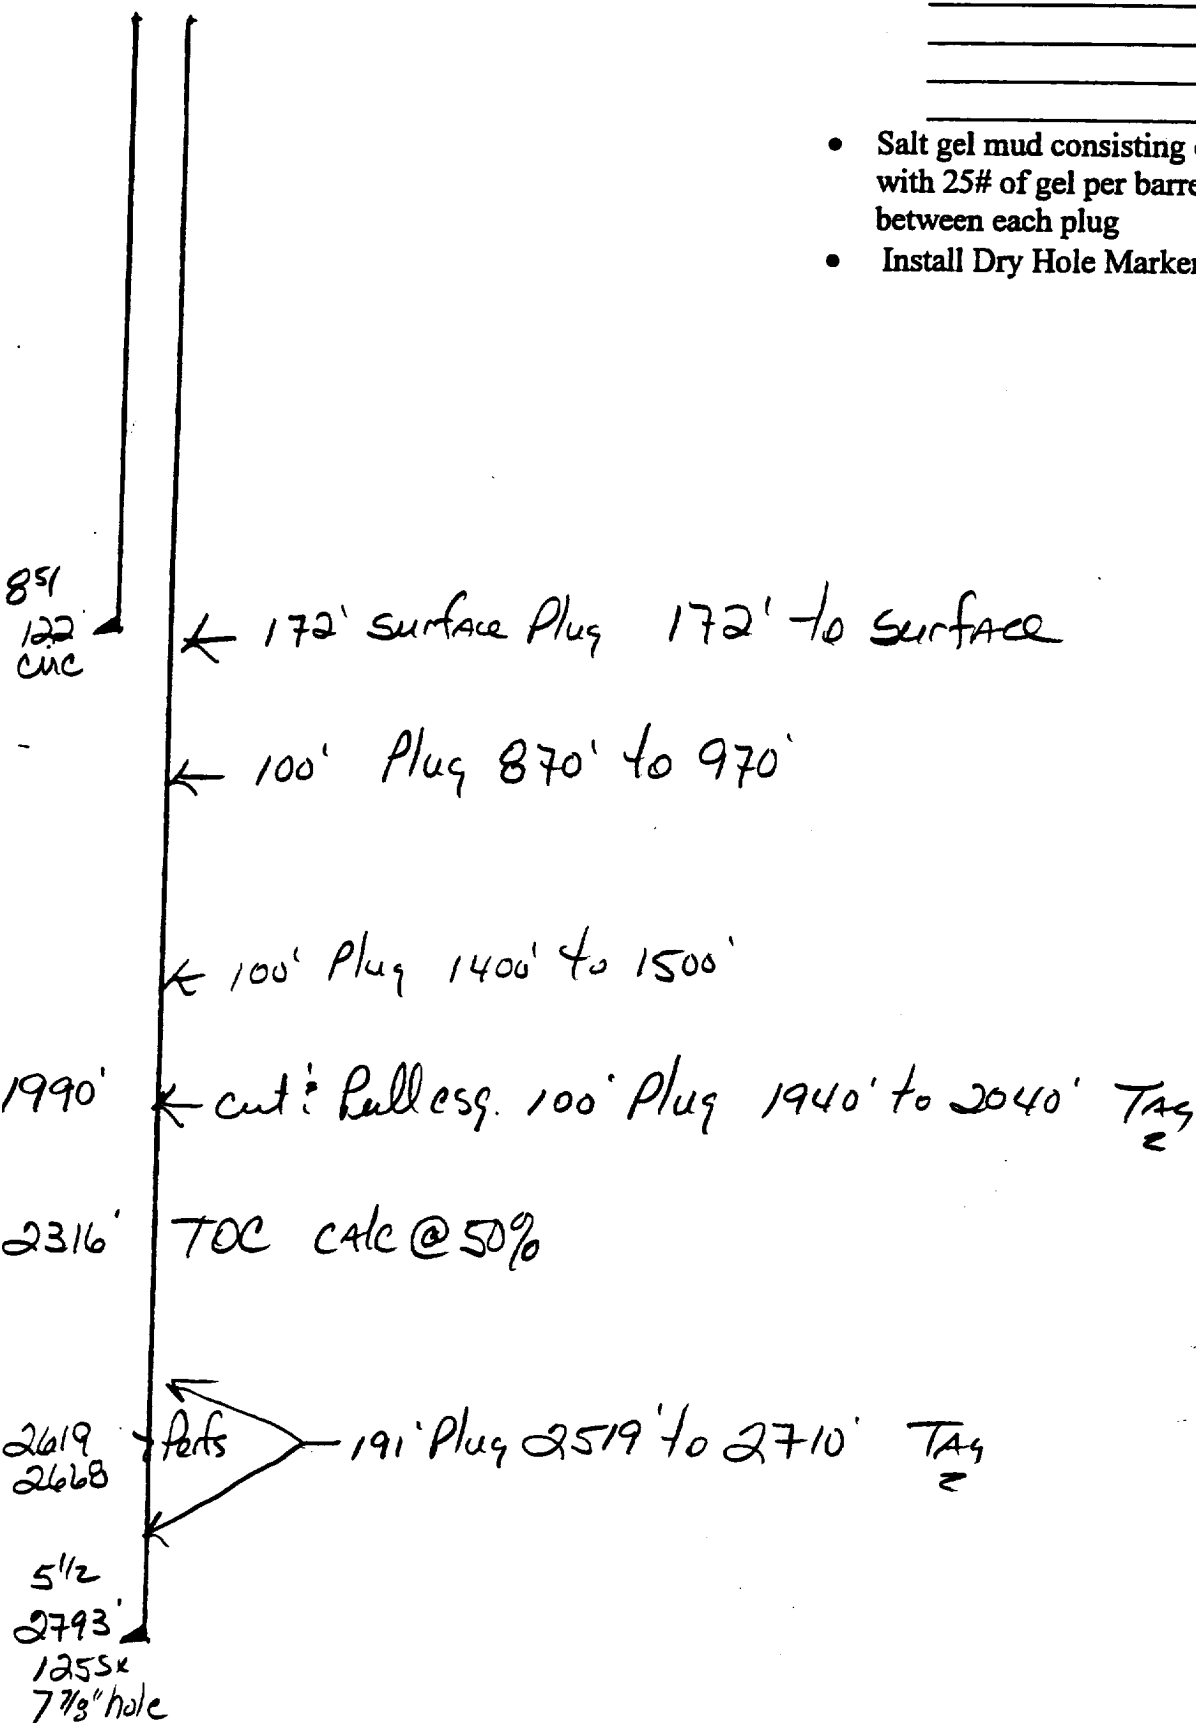 • Salt gel mud consisting
with 25# of gel per barre
between each plug
• Install Dry Hole Marker
8 5/
122'
circ
172' Surface Plug 172' to surface
100' Plug 870' to 970'
100' Plug 1400' to 1500'
1990'
cut & Pull csg. 100' Plug 1940' to 2040' TAg
2316'
TOC CAlc @ 50%
2619
2668
Perfs
191' Plug 2519' to 2710' TAg
5 1/2
2793'
125sx
7 7/8" hole